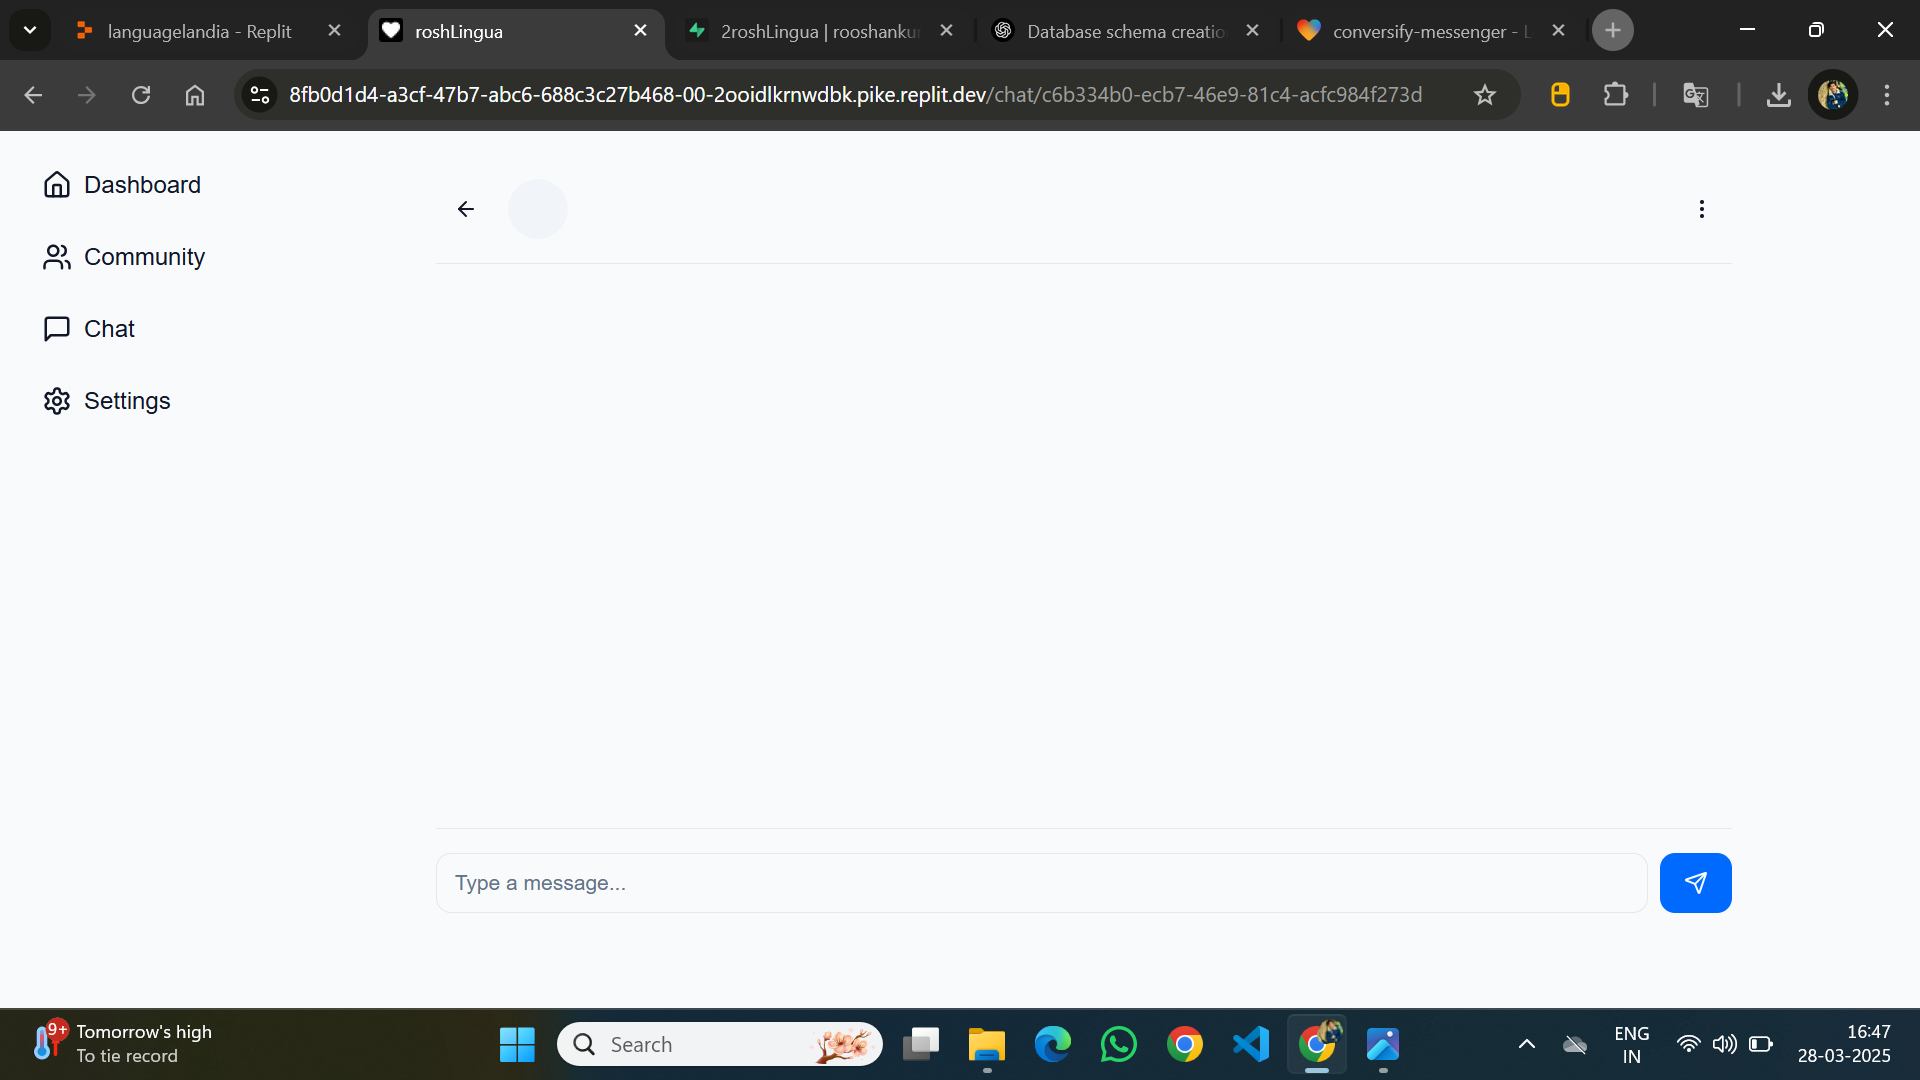 languagelandia - Replit
roshLingua
2roshLingua | rooshanku
Database schema creatio
conversify-messenger - L
8fb0d1d4-a3cf-47b7-abc6-688c3c27b468-00-2ooidlkrnwdbk.pike.replit.dev/chat/c6b334b0-ecb7-46e9-81c4-acfc984f273d
Dashboard
Community
Chat
Settings
Type a message...
9+
Tomorrow's high
To tie record
Search
ENG
IN
16:47
28-03-2025